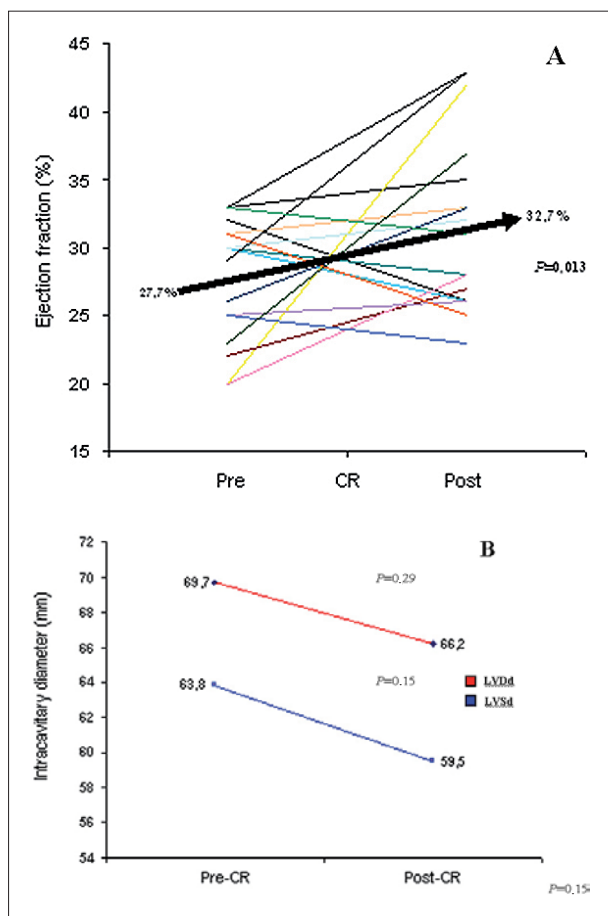 A
45
40
35
30
25
20
15
Ejection fraction (%)
27,7%
32,7%
P=0,013
Pre CR Post
B
72
70
68
66
64
62
60
58
56
54
Intracavitary diameter (mm)
69,7
P=0.29
66,2
63,8
P=0.15
LVDd
LVSd
59,5
Pre-CR Post-CR
P=0.15